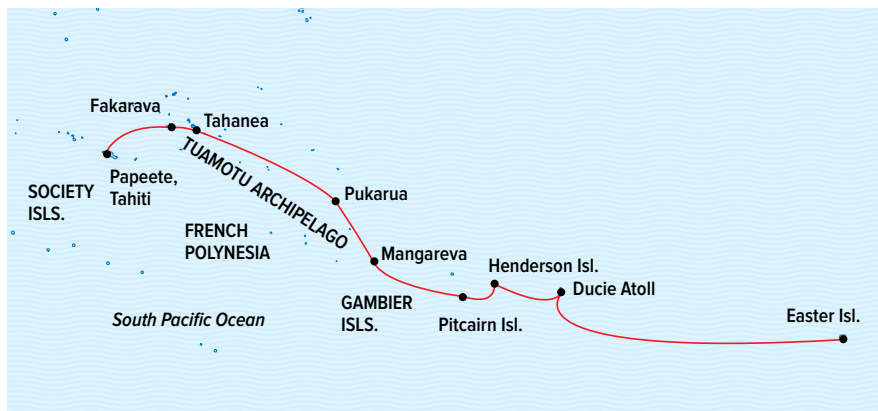 Fakarava
Tahanea
Papeete,
Tahiti
SOCIETY
ISLS.
TUAMOTU ARCHIPELAGO
Pukarua
FRENCH
POLYNESIA
Mangareva
Henderson Isl.
Ducie Atoll
GAMBIER
ISLS.
Pitcairn Isl.
South Pacific Ocean
Easter Isl.